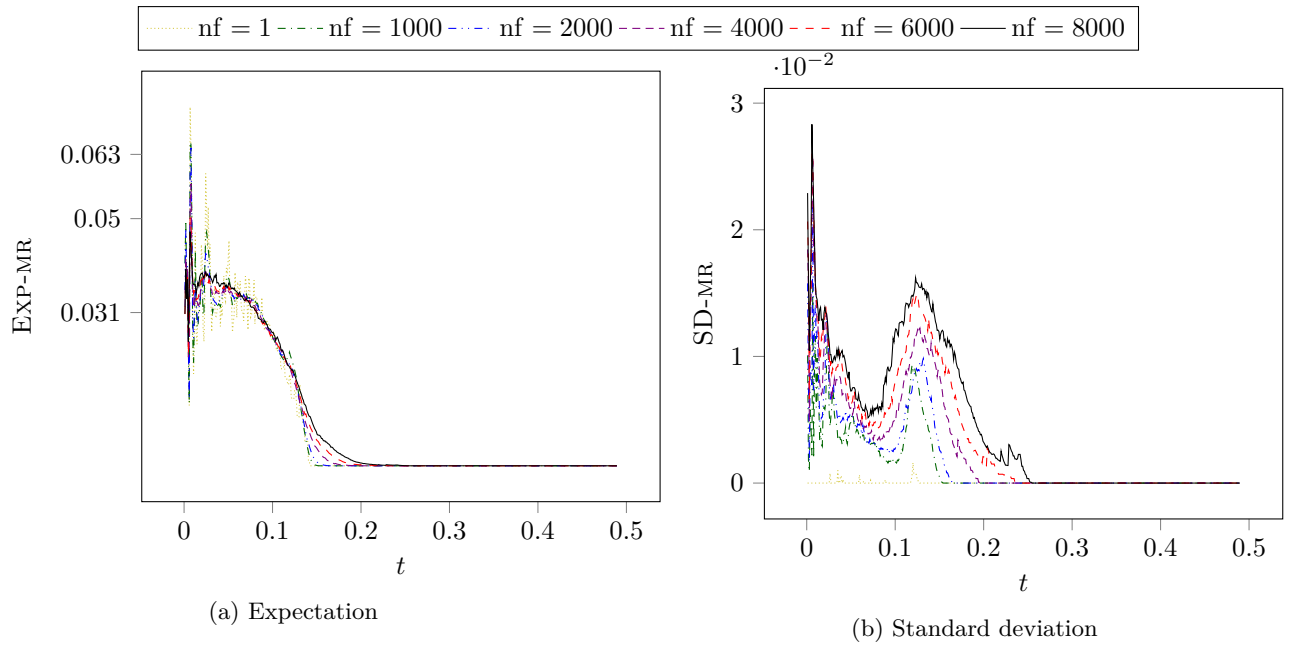 nf = 1 nf = 1000 nf = 2000 nf = 4000 nf = 6000 nf = 8000
0.063
0.05
0.031
EXP-MR
0 0.1 0.2 0.3 0.4 0.5
t
(a) Expectation
·10−2
3
2
1
0
SD-MR
0 0.1 0.2 0.3 0.4 0.5
t
(b) Standard deviation